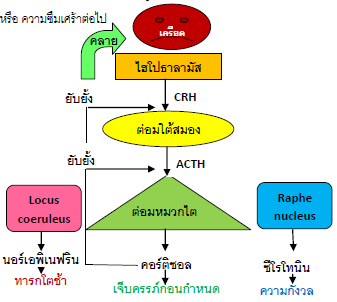 หรือ ความซึมเศร้าต่อไป
เครียด
คลาย
ไฮโปธาลามัส
ยับยั้ง
CRH
ต่อมใต้สมอง
ยับยั้ง
ACTH
Locus
coeruleus
ต่อมหมวกไต
Raphe
nucleus
นอร์เอพิเนฟริน
คอร์ติซอล
ซีโรโทนิน
ทารกโตช้า
เจ็บครรภ์ก่อนกำหนด
ความกังวล